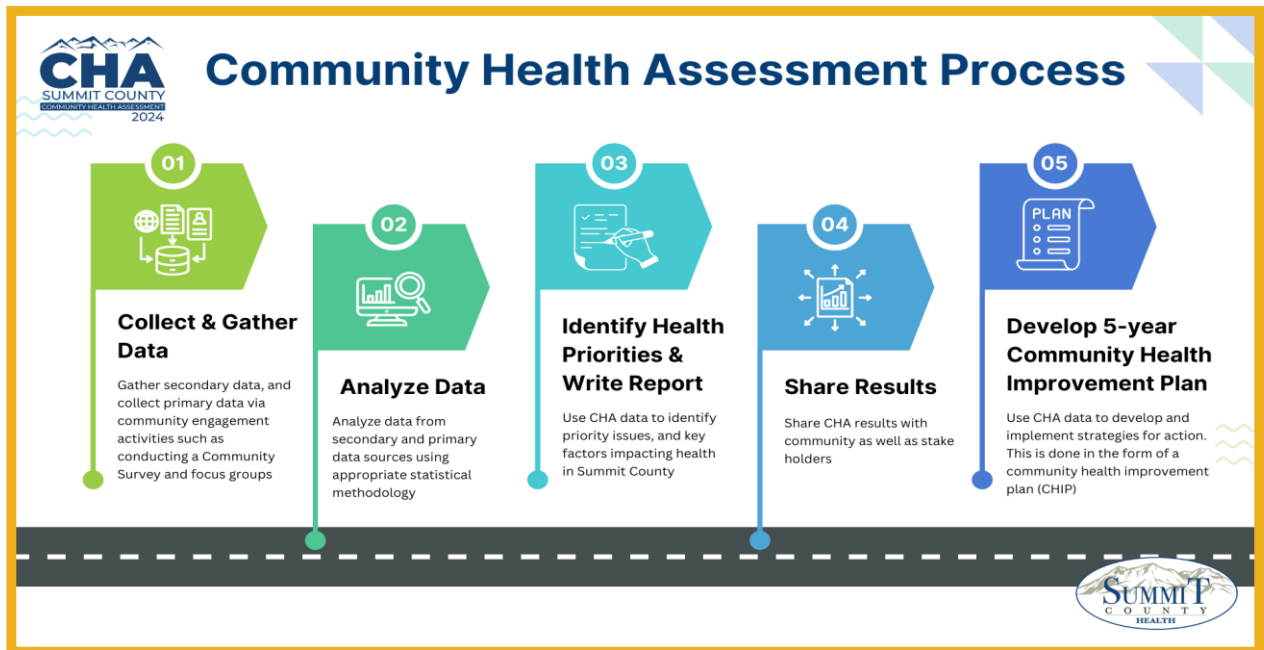 CHA
SUMMIT COUNTY
COMMUNITY HEALTH ASSESSMENT
2024
Community Health Assessment Process
01
Collect & Gather
Data
Gather secondary data, and
collect primary data via
community engagement
activities such as
conducting a Community
Survey and focus groups
02
Analyze Data
Analyze data from
secondary and primary
data sources using
appropriate statistical
methodology
03
Identify Health
Priorities &
Write Report
Use CHA data to identify
priority issues, and key
factors impacting health
in Summit County
04
Share Results
Share CHA results with
community as well as stake
holders
05
PLAN
Develop 5-year
Community Health
Improvement Plan
Use CHA data to develop and
implement strategies for action.
This is done in the form of a
community health improvement
plan (CHIP)
SUMMIT
COUNTY
HEALTH